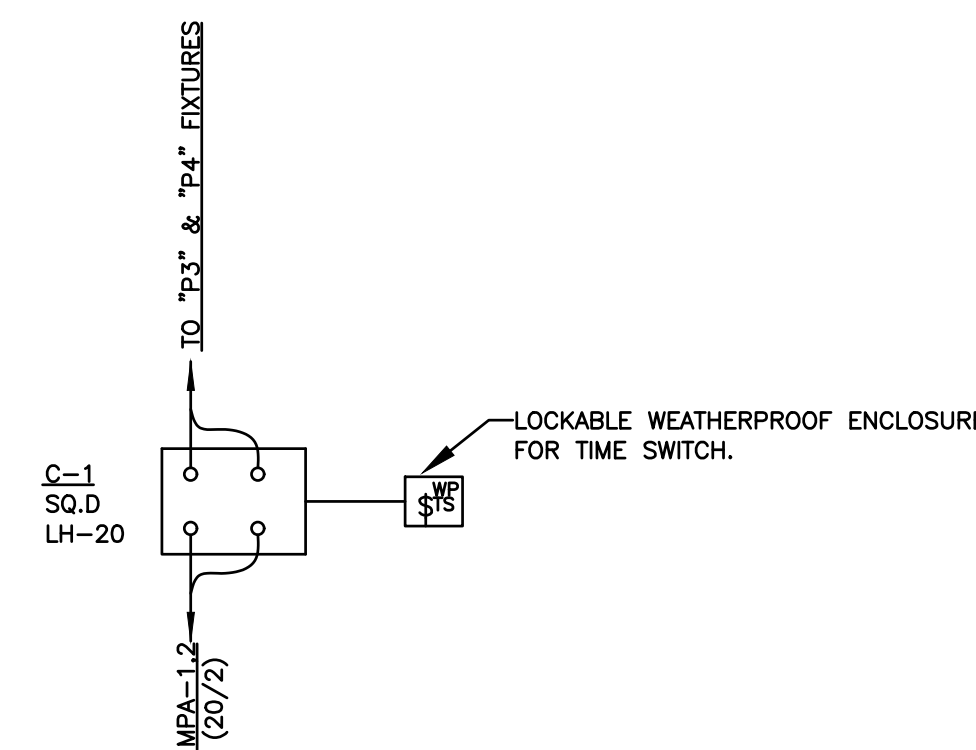 TO "P3" & "P4" FIXTURES
LOCKABLE WEATHERPROOF ENCLOSURE
FOR TIME SWITCH.
C-1
SQ.D
LH-20
WP
$TS
MPA-1,2
(20/2)